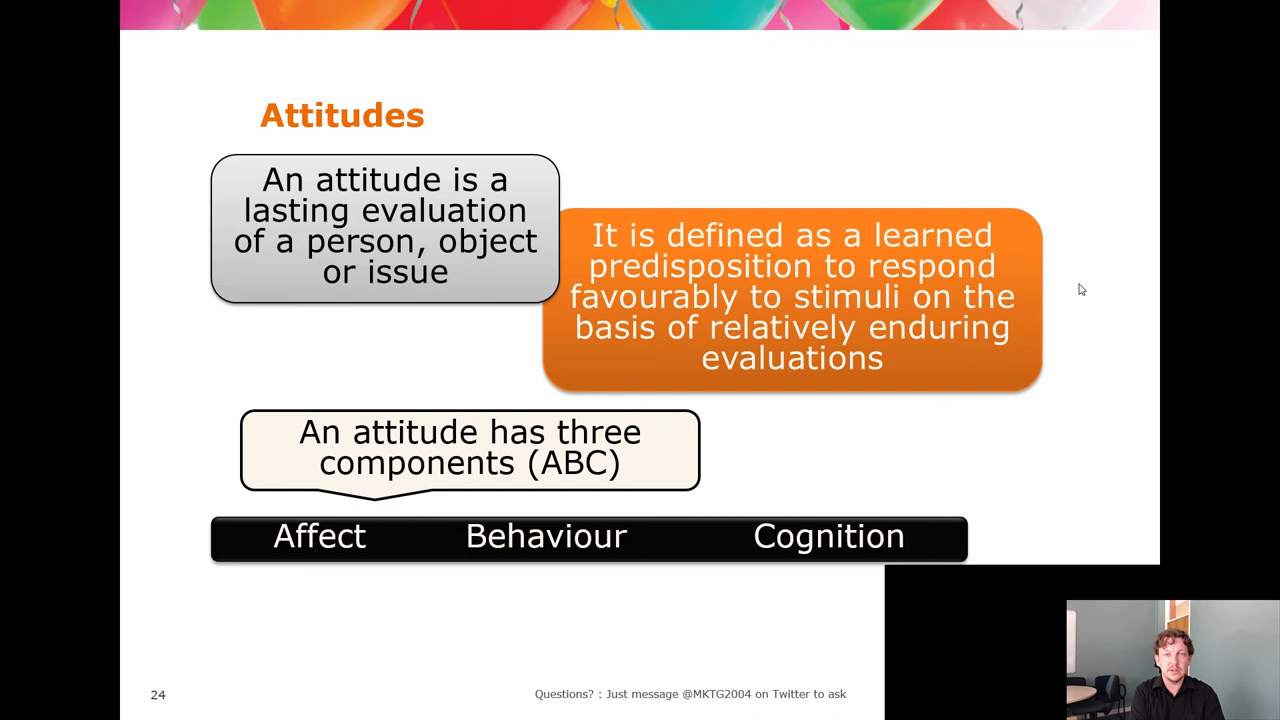 Attitudes
An attitude is a
lasting evaluation
of a person, object
or issue
It is defined as a learned
predisposition to respond
favourably to stimuli on the
basis of relatively enduring
evaluations
An attitude has three
components (ABC)
Affect Behaviour Cognition
24
Questions? : Just message @MKTG2004 on Twitter to ask